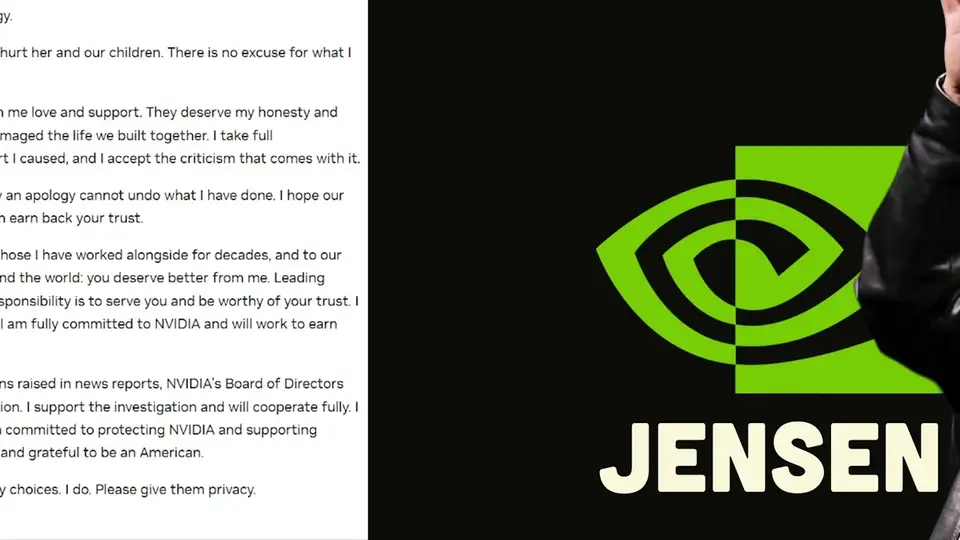 gy.
hurt her and our children. There is no excuse for what I
me love and support. They deserve my honesty and
maged the life we built together. I take full
rt I caused, and I accept the criticism that comes with it.
an apology cannot undo what I have done. I hope our
earn back your trust.
hose I have worked alongside for decades, and to our
nd the world: you deserve better from me. Leading
sponsibility is to serve you and be worthy of your trust. I
I am fully committed to NVIDIA and will work to earn
ns raised in news reports, NVIDIA's Board of Directors
ion. I support the investigation and will cooperate fully. I
committed to protecting NVIDIA and supporting
and grateful to be an American.
y choices. I do. Please give them privacy.
JENSEN